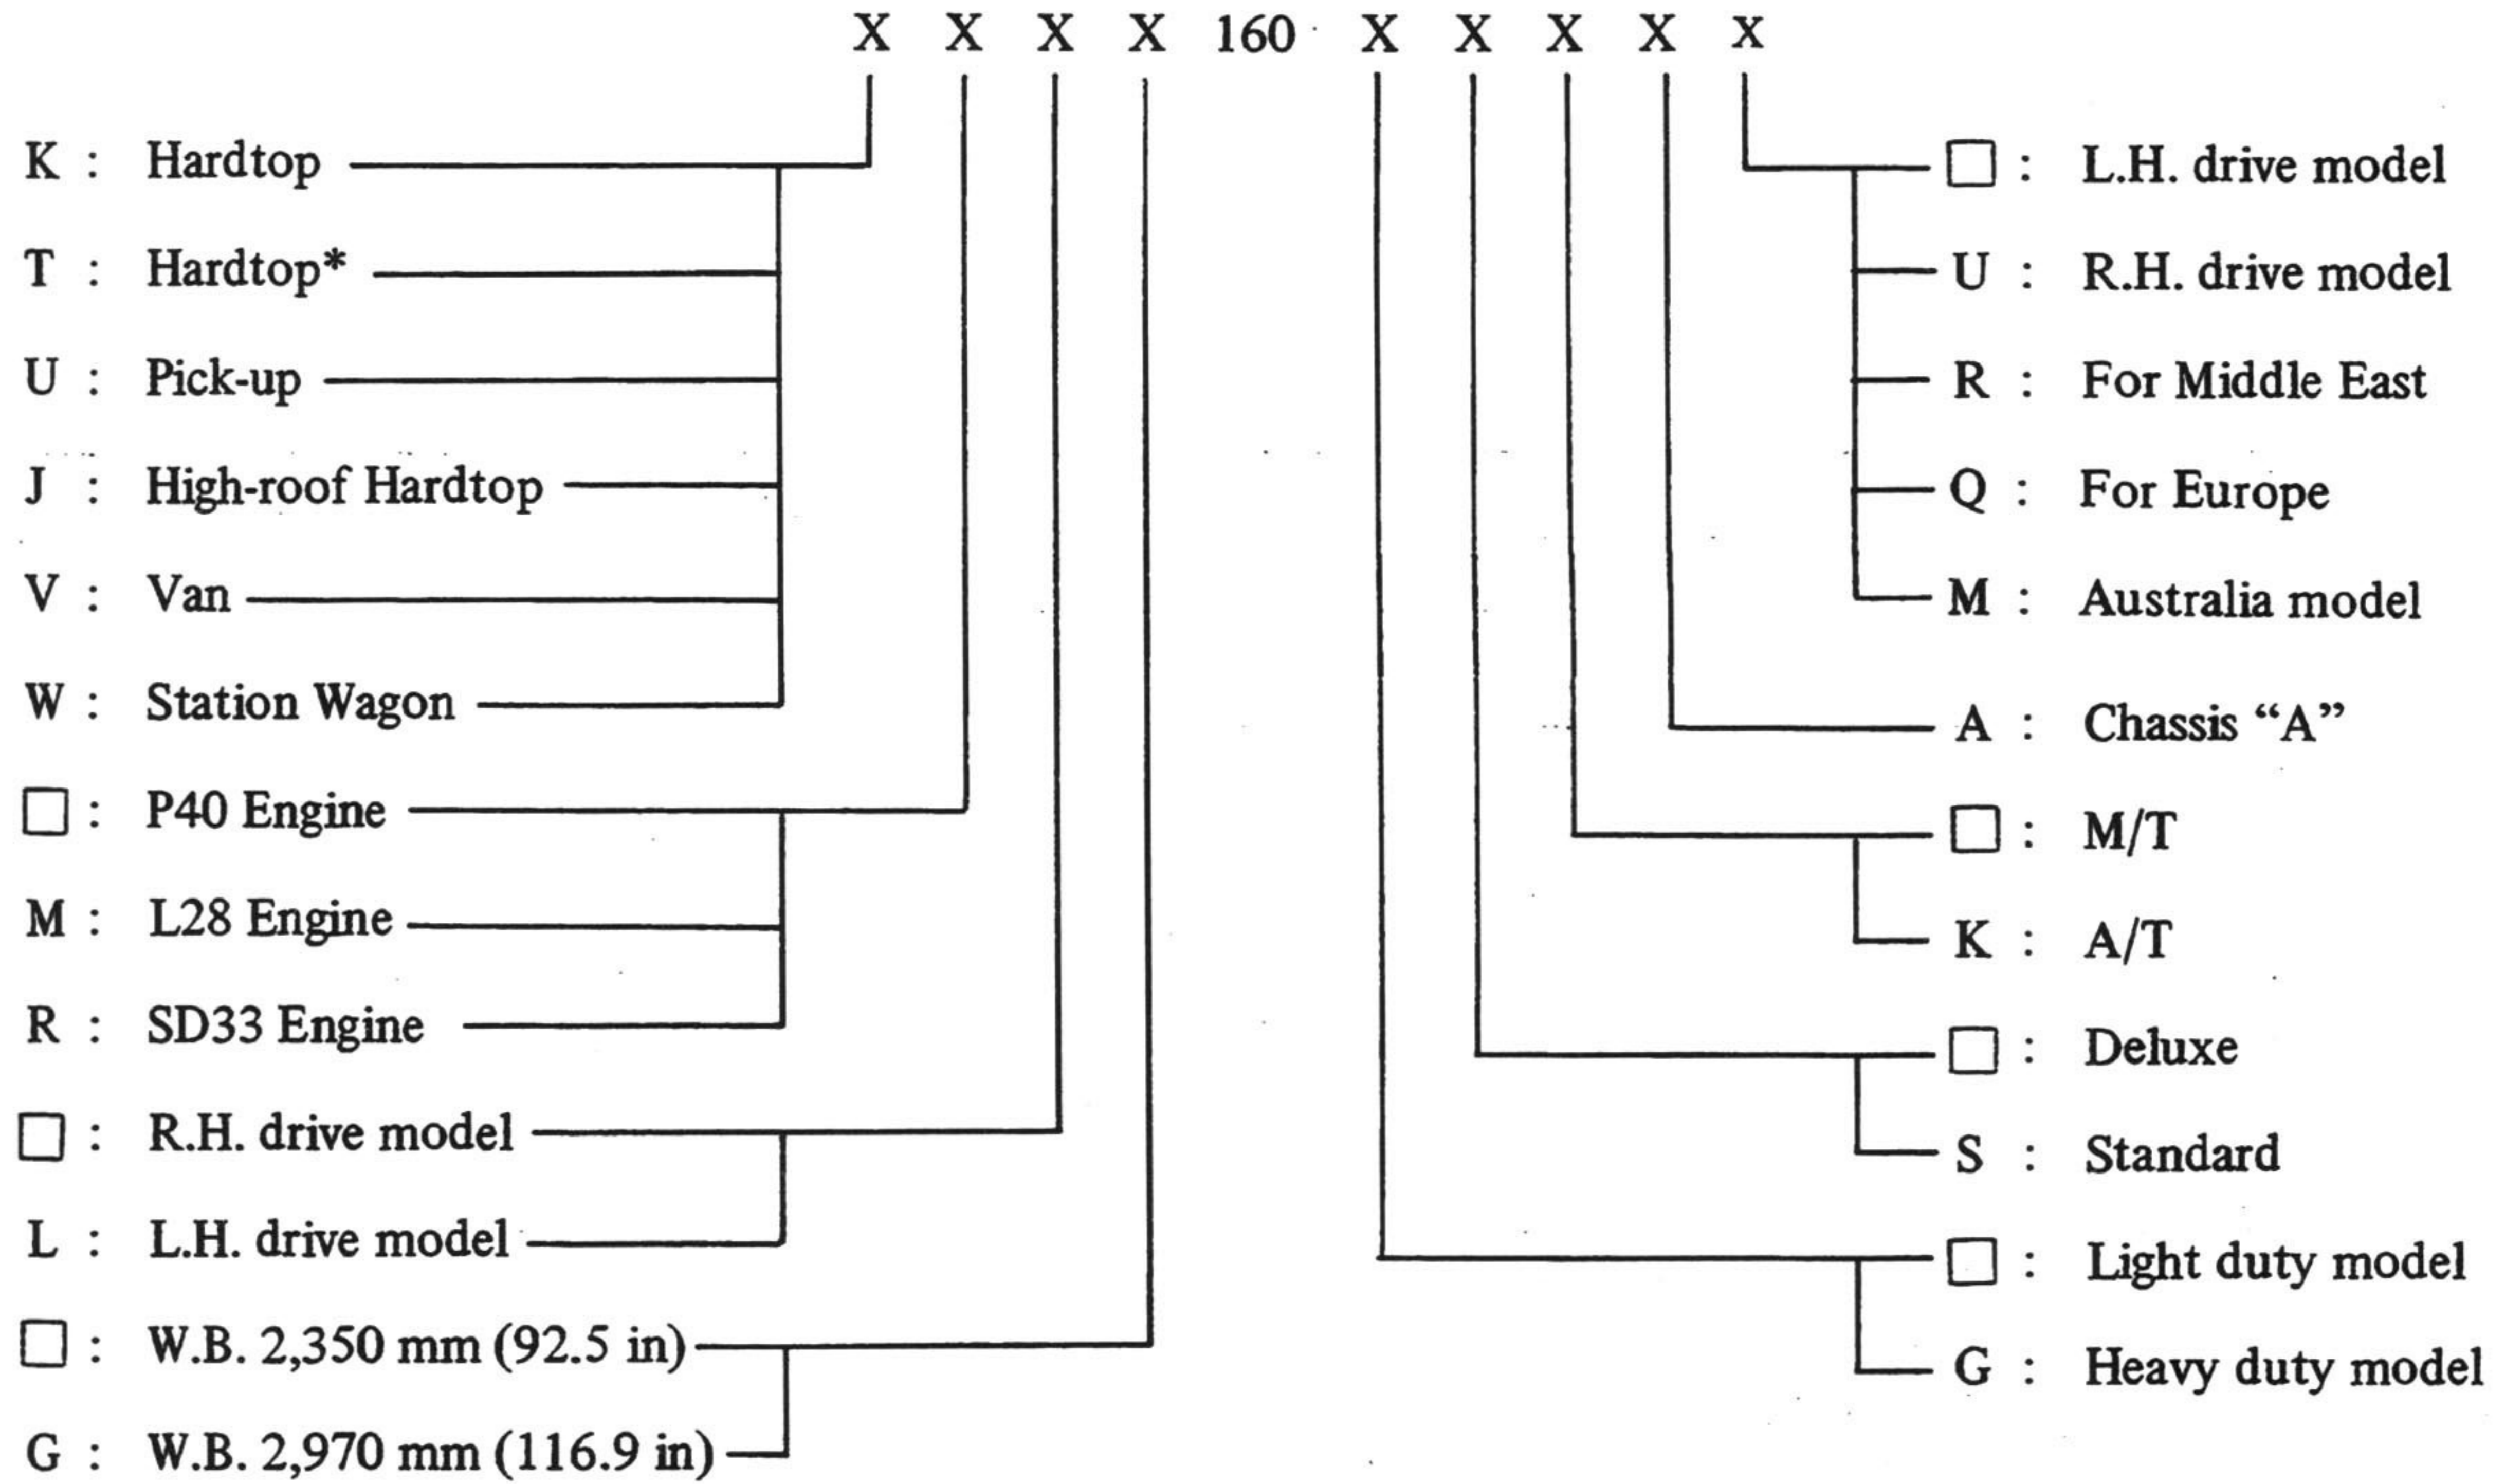 X X X X 160 X X X X X
K : Hardtop
T : Hardtop*
U : Pick-up
J : High-roof Hardtop
V : Van
W : Station Wagon
□ : P40 Engine
M : L28 Engine
R : SD33 Engine
□ : R.H. drive model
L : L.H. drive model
□ : W.B. 2,350 mm (92.5 in)
G : W.B. 2,970 mm (116.9 in)
□ : L.H. drive model
U : R.H. drive model
R : For Middle East
Q : For Europe
M : Australia model
A : Chassis “A”
□ : M/T
K : A/T
□ : Deluxe
S : Standard
□ : Light duty model
G : Heavy duty model